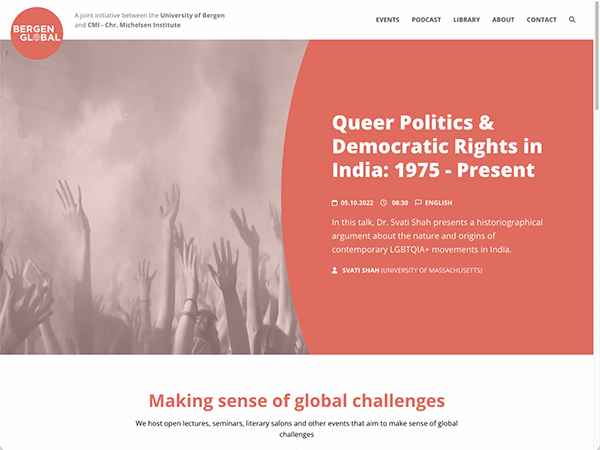 BERGEN
GLOBAL
A joint initiative between the University of Bergen
and CMI - Chr. Michelsen Institute
EVENTS PODCAST LIBRARY ABOUT CONTACT
Queer Politics &
Democratic Rights in
India: 1975 - Present
05.10.2022 08:30 ENGLISH
In this talk, Dr. Svati Shah presents a historiographical
argument about the nature and origins of
contemporary LGBTQIA+ movements in India.
SVATI SHAH (UNIVERSITY OF MASSACHUSETTS)
Making sense of global challenges
We host open lectures, seminars, literary salons and other events that aim to make sense of global
challenges